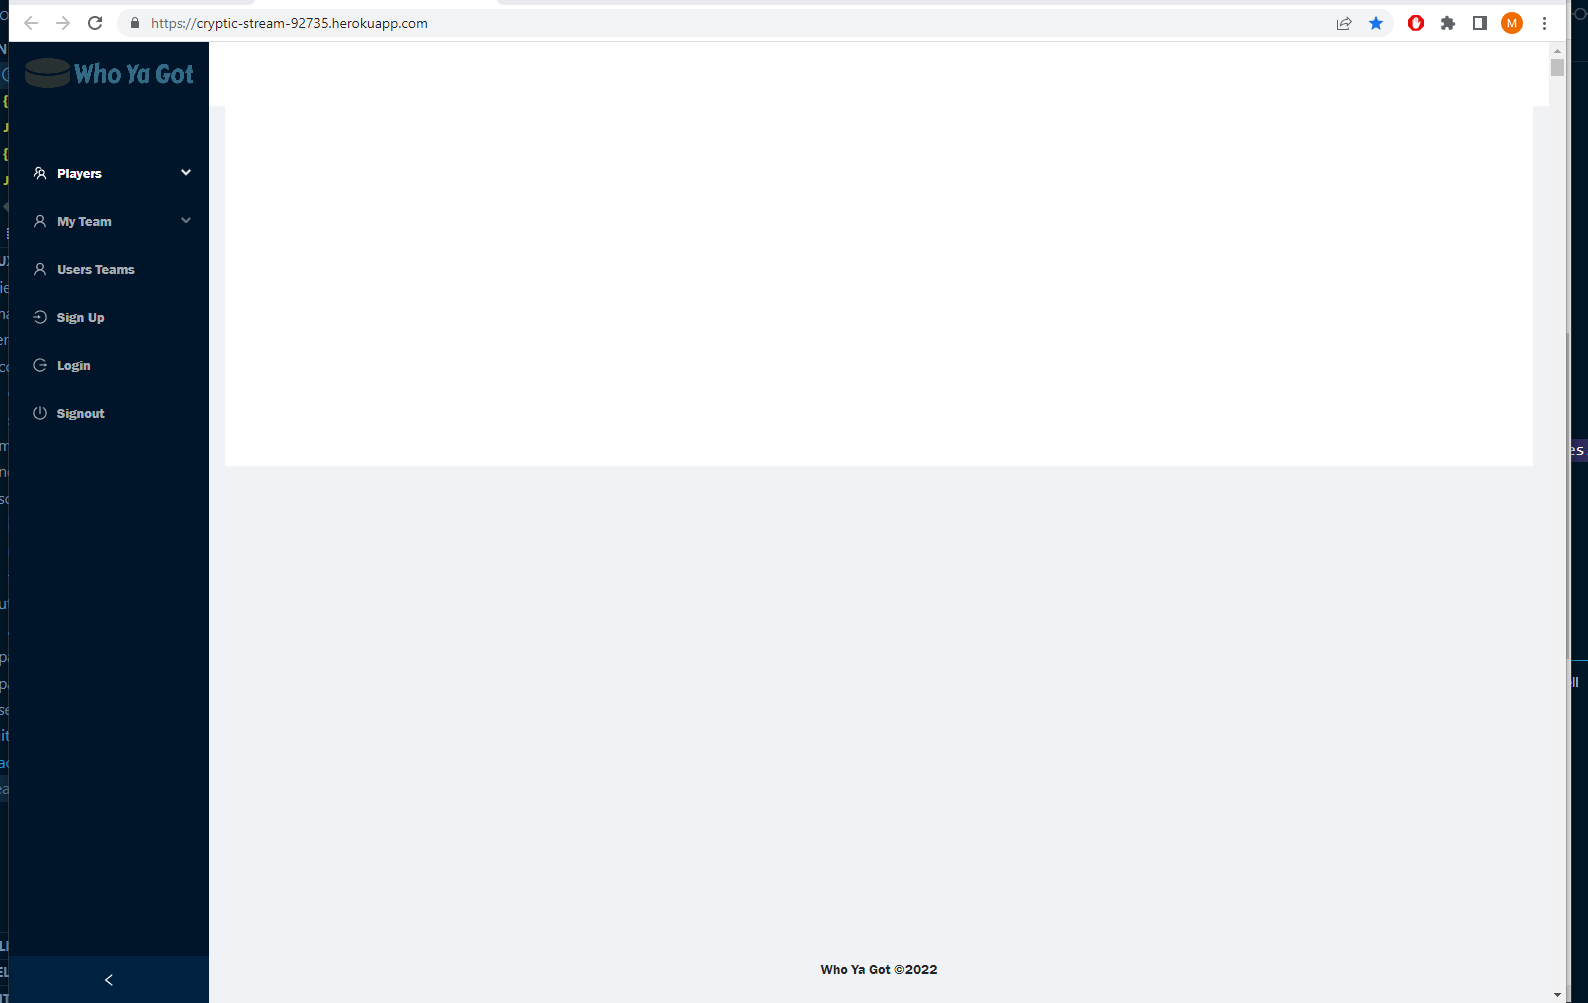 https://cryptic-stream-92735.herokuapp.com
M
Who Ya Got
Players
My Team
Users Teams
Sign Up
Login
Signout
Who Ya Got ©2022